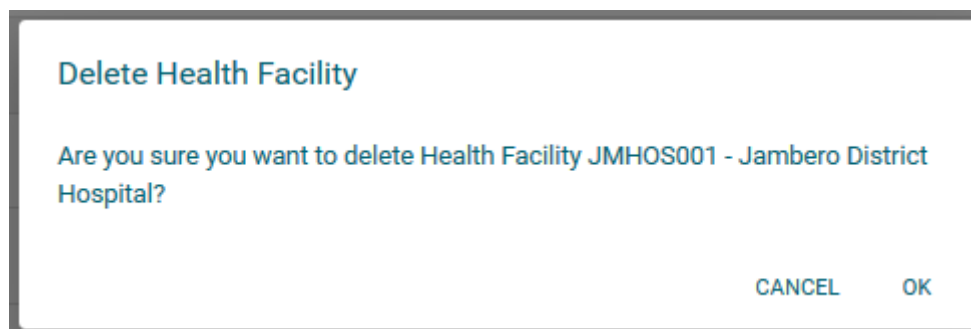 Delete Health Facility
Are you sure you want to delete Health Facility JMHOS001 - Jambero District
Hospital?
CANCEL OK